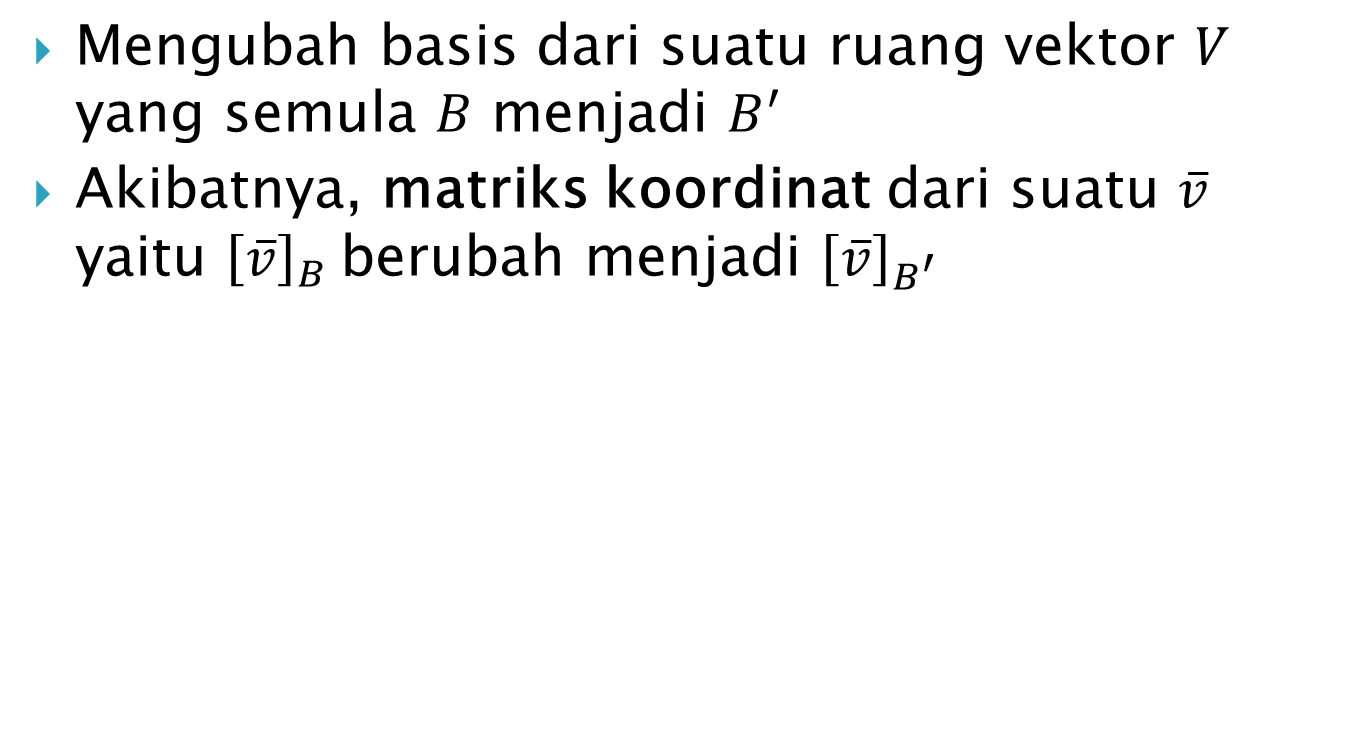 Mengubah basis dari suatu ruang vektor V
yang semula B menjadi B′
Akibatnya, matriks koordinat dari suatu v̄
yaitu [v̄]_B berubah menjadi [v̄]_B′